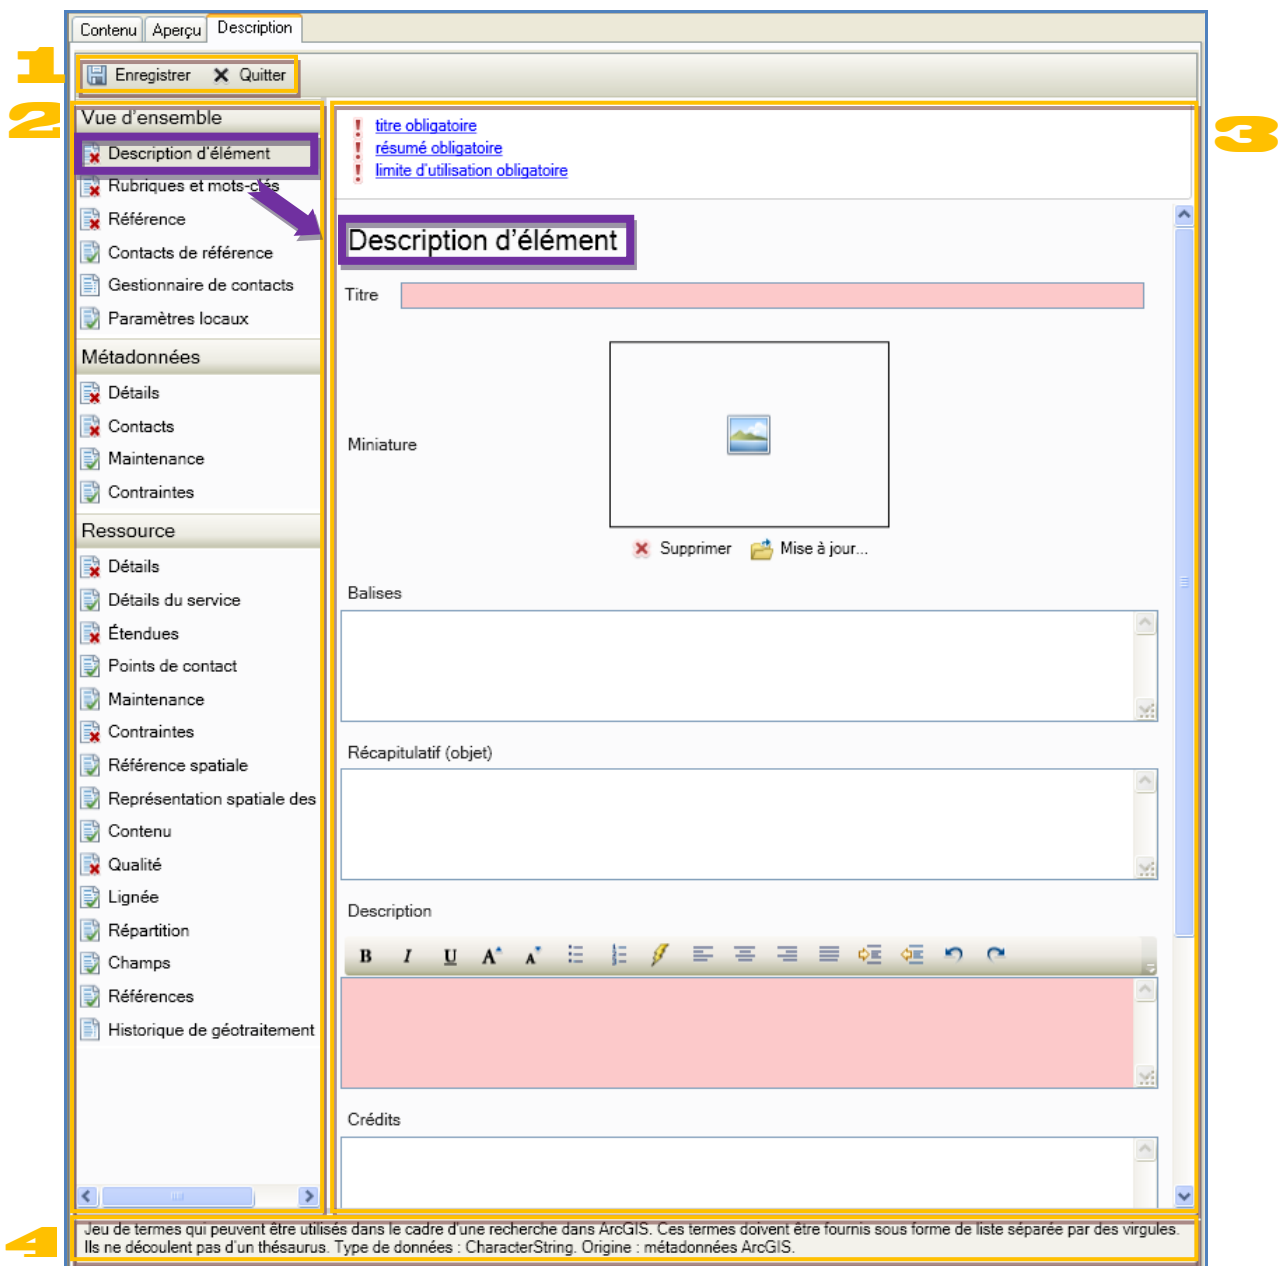 Contenu Aperçu Description
1
Enregistrer Quitter
2
Vue d'ensemble
Description d'élément
Rubriques et mots-clés
Référence
Contacts de référence
Gestionnaire de contacts
Paramètres locaux
Métadonnées
Détails
Contacts
Maintenance
Contraintes
Ressource
Détails
Détails du service
Étendues
Points de contact
Maintenance
Contraintes
Référence spatiale
Représentation spatiale des
Contenu
Qualité
Lignée
Répartition
Champs
Références
Historique de géotraitement
3
titre obligatoire
résumé obligatoire
limite d'utilisation obligatoire
Description d'élément
Titre
Miniature
Supprimer Mise à jour...
Balises
Récapitulatif (objet)
Description
B I U A A
Crédits
4
Jeu de termes qui peuvent être utilisés dans le cadre d'une recherche dans ArcGIS. Ces termes doivent être fournis sous forme de liste séparée par des virgules.
Ils ne découlent pas d'un thésaurus. Type de données : CharacterString. Origine : métadonnées ArcGIS.